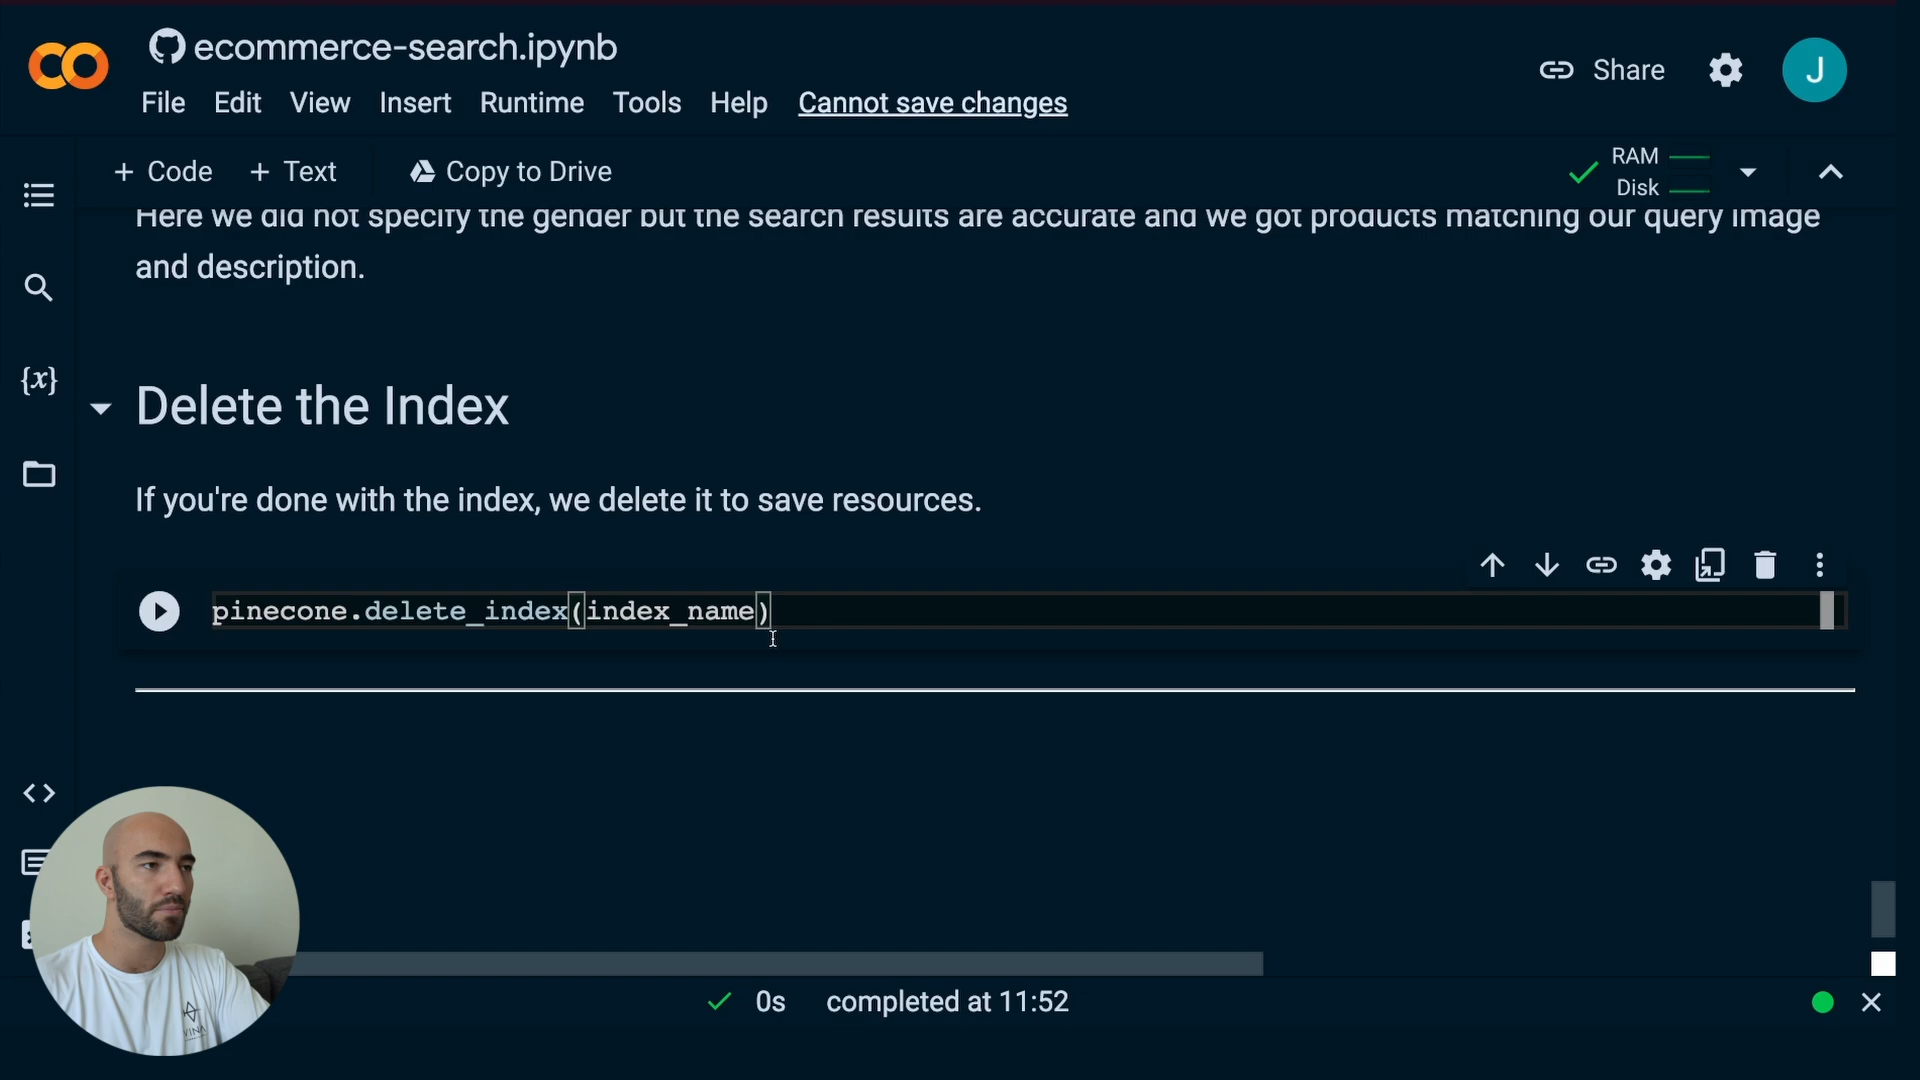 ecommerce-search.ipynb
File Edit View Insert Runtime Tools Help Cannot save changes
Share
J
+ Code + Text Copy to Drive
RAM
Disk
Here we did not specify the gender but the search results are accurate and we got products matching our query image
and description.
{x}
Delete the Index
If you're done with the index, we delete it to save resources.
pinecone.delete_index(index_name)
0s completed at 11:52